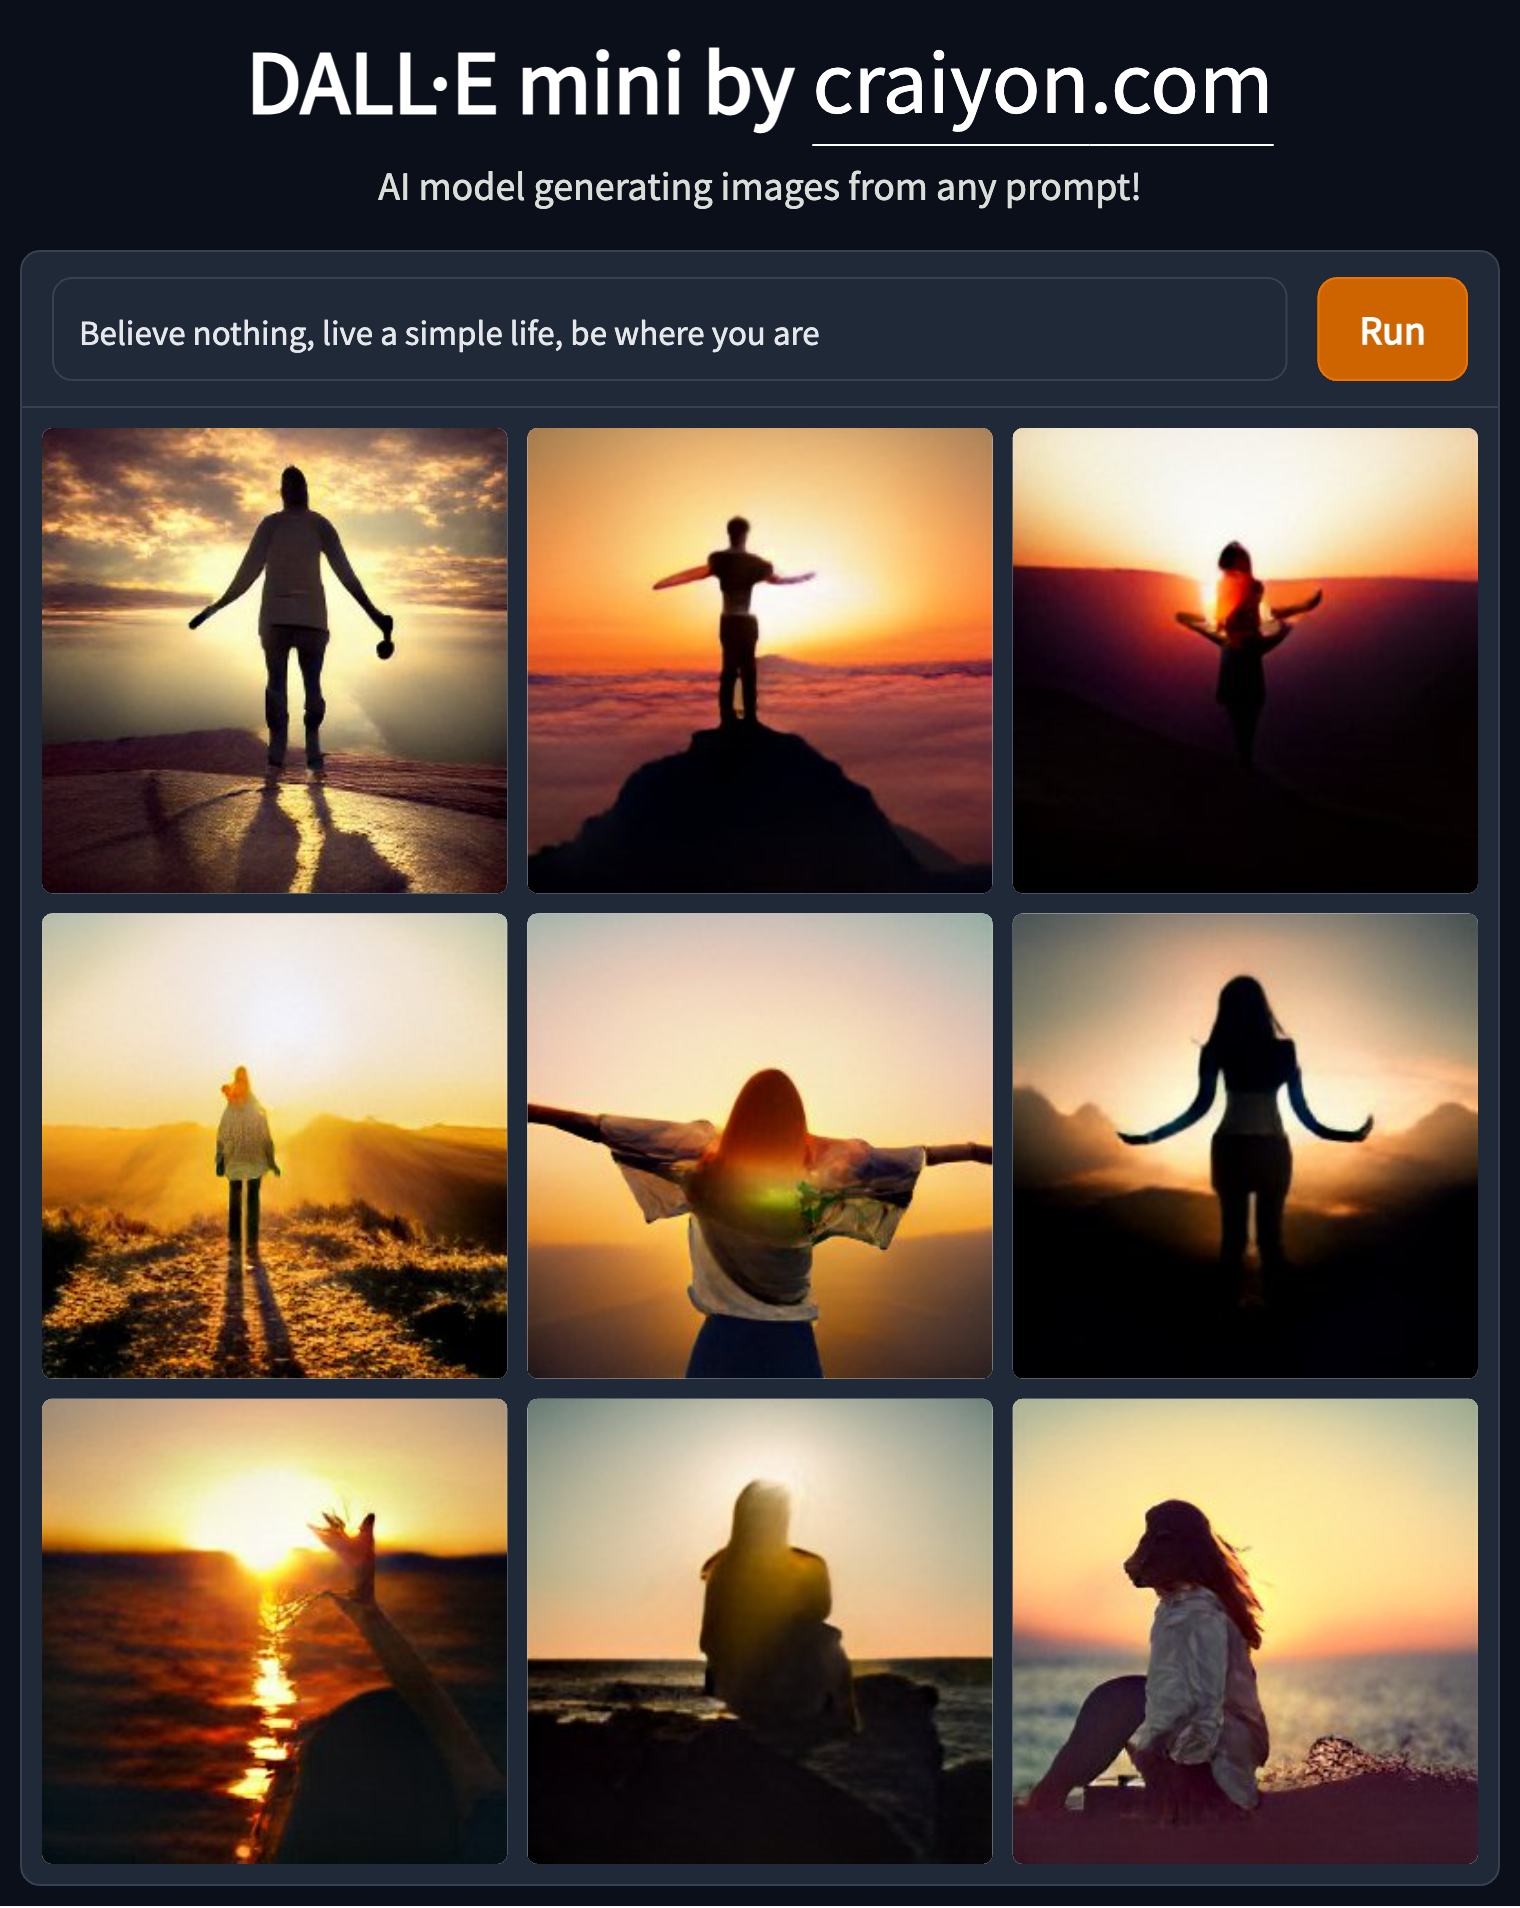 DALL·E mini by craiyon.com
AI model generating images from any prompt!
Believe nothing, live a simple life, be where you are
Run